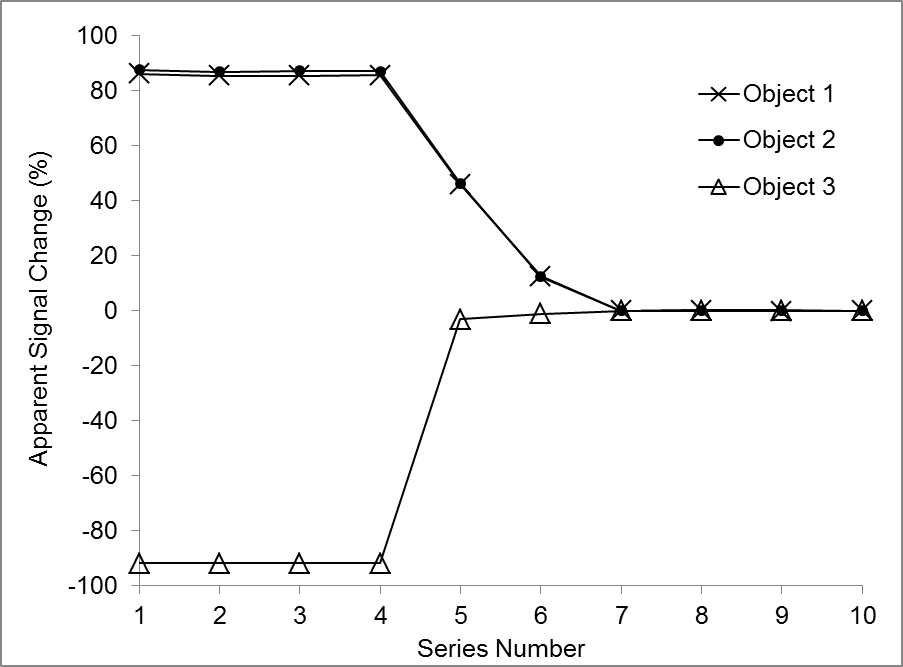 100
80
60
40
20
0
-20
-40
-60
-80
-100
Apparent Signal Change (%)
Object 1
Object 2
Object 3
1 2 3 4 5 6 7 8 9 10
Series Number